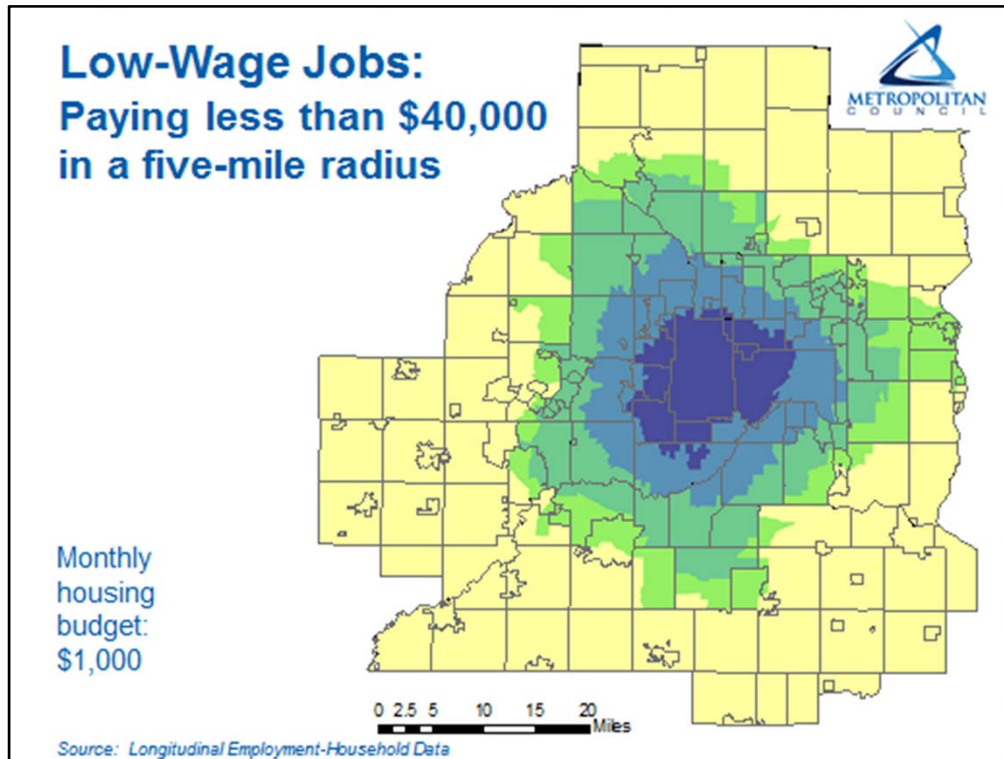 Low-Wage Jobs:
Paying less than $40,000
in a five-mile radius
METROPOLITAN
COUNCIL
Monthly
housing
budget:
$1,000
0 2.5 5 10 15 20
Miles
Source: Longitudinal Employment-Household Data